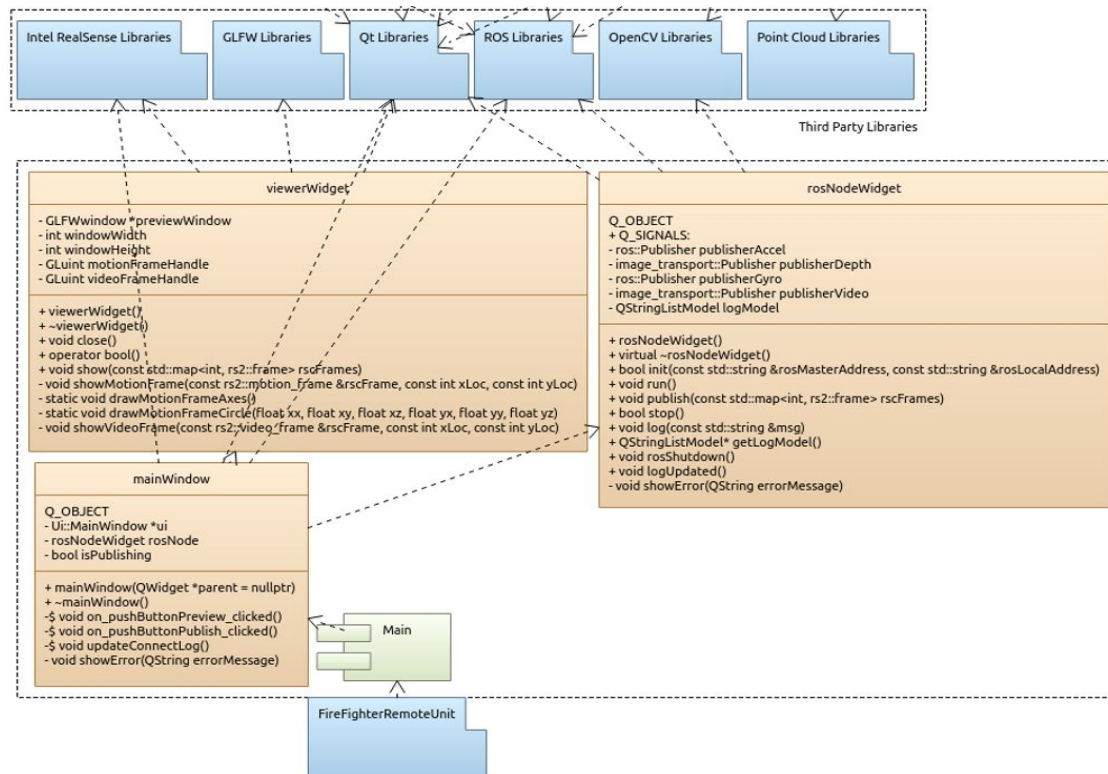 Intel RealSense Libraries
GLFW Libraries
Qt Libraries
ROS Libraries
OpenCV Libraries
Point Cloud Libraries
Third Party Libraries
viewerWidget
- GLFWwindow *previewWindow
- int windowWidth
- int windowHeight
- GLuint motionFrameHandle
- GLuint videoFrameHandle
+ viewerWidget()
+ ~viewerWidget()
+ void close()
+ operator bool()
+ void show(const std::map<int, rs2::frame> rscFrames)
- void showMotionFrame(const rs2::motion_frame &rscFrame, const int xLoc, const int yLoc)
- static void drawMotionFrameAxes()
- static void drawMotionFrameCircle(float xx, float xy, float xz, float yx, float yy, float yz)
- void showVideoFrame(const rs2::video_frame &rscFrame, const int xLoc, const int yLoc)
rosNodeWidget
Q_OBJECT
+ Q_SIGNALS:
- ros::Publisher publisherAccel
- image_transport::Publisher publisherDepth
- ros::Publisher publisherGyro
- image_transport::Publisher publisherVideo
- QStringListModel logModel
+ rosNodeWidget()
+ virtual ~rosNodeWidget()
+ bool init(const std::string &rosMasterAddress, const std::string &rosLocalAddress)
+ void run()
+ void publish(const std::map<int, rs2::frame> rscFrames)
+ bool stop()
+ void log(const std::string &msg)
+ QStringListModel* getLogModel()
+ void rosShutdown()
+ void logUpdated()
- void showError(QString errorMessage)
mainWindow
Q_OBJECT
- Ui::MainWindow *ui
- rosNodeWidget rosNode
- bool isPublishing
+ mainWindow(QWidget *parent = nullptr)
+ ~mainWindow()
-$ void on_pushButtonPreview_clicked()
-$ void on_pushButtonPublish_clicked()
-$ void updateConnectLog()
- void showError(QString errorMessage)
Main
FireFighterRemoteUnit